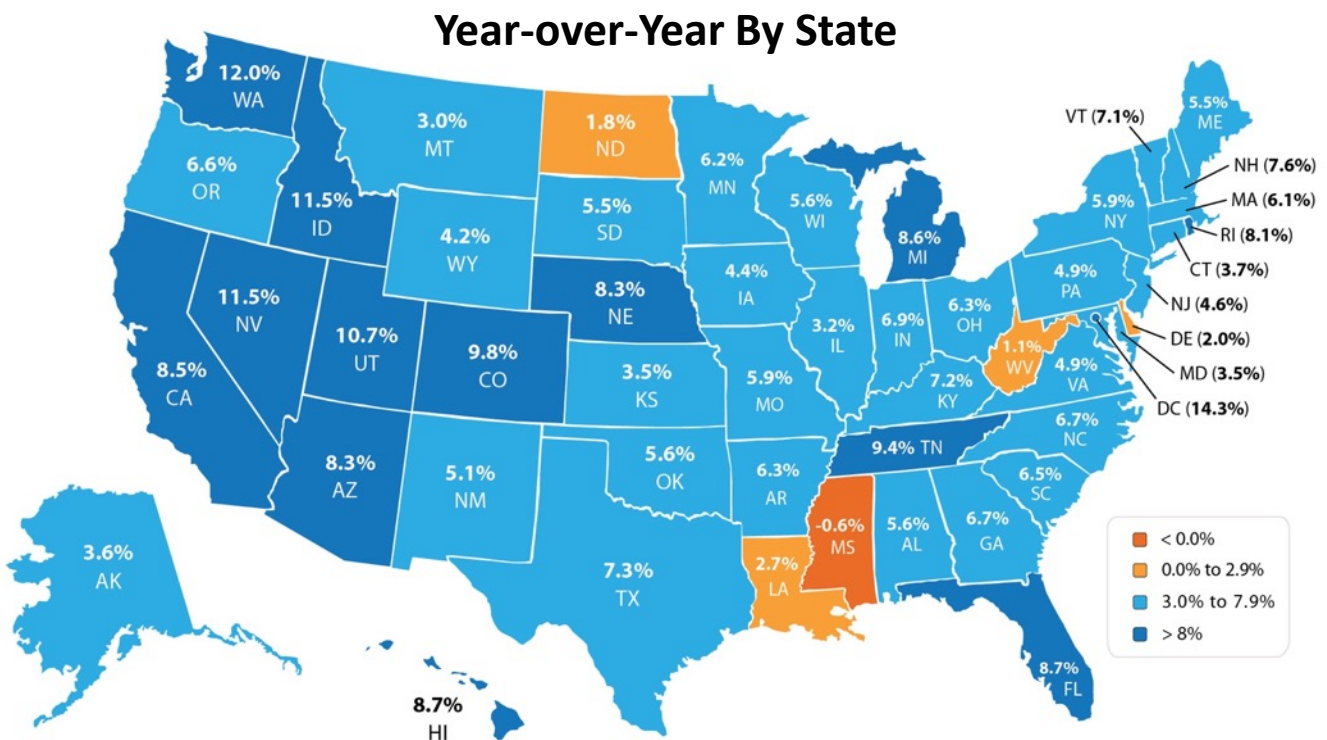 Year-over-Year By State
12.0%
WA
6.6%
OR
11.5%
ID
3.0%
MT
1.8%
ND
5.5%
SD
4.2%
WY
8.3%
NE
6.2%
MN
5.6%
WI
8.6%
MI
4.4%
IA
3.2%
IL
6.9%
IN
6.3%
OH
4.9%
PA
5.9%
NY
5.5%
ME
VT (7.1%)
NH (7.6%)
MA (6.1%)
RI (8.1%)
CT (3.7%)
NJ (4.6%)
DE (2.0%)
MD (3.5%)
DC (14.3%)
8.5%
CA
11.5%
NV
10.7%
UT
9.8%
CO
3.5%
KS
5.9%
MO
7.2%
KY
1.1%
WV
4.9%
VA
6.7%
NC
9.4% TN
6.5%
SC
8.3%
AZ
5.1%
NM
5.6%
OK
6.3%
AR
-0.6%
MS
5.6%
AL
6.7%
GA
7.3%
TX
2.7%
LA
8.7%
FL
3.6%
AK
8.7%
HI
< 0.0%
0.0% to 2.9%
3.0% to 7.9%
> 8%